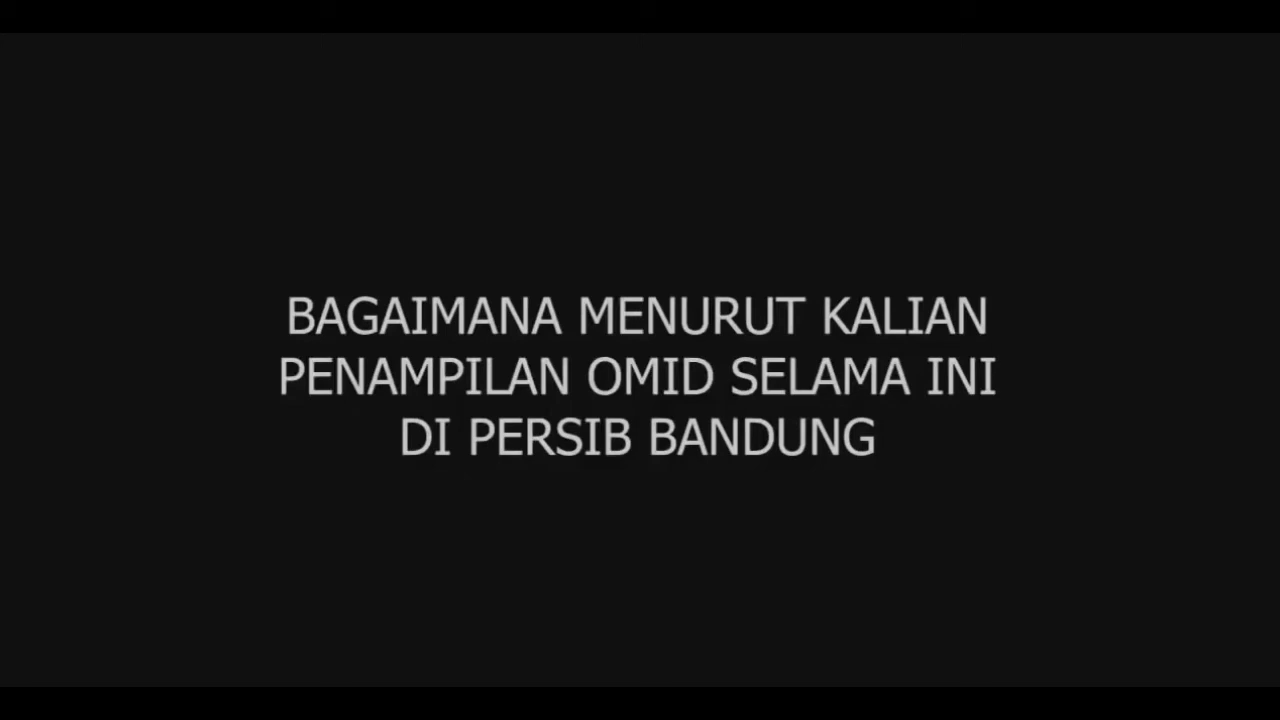 BAGAIMANA MENURUT KALIAN
PENAMPILAN OMID SELAMA INI
DI PERSIB BANDUNG